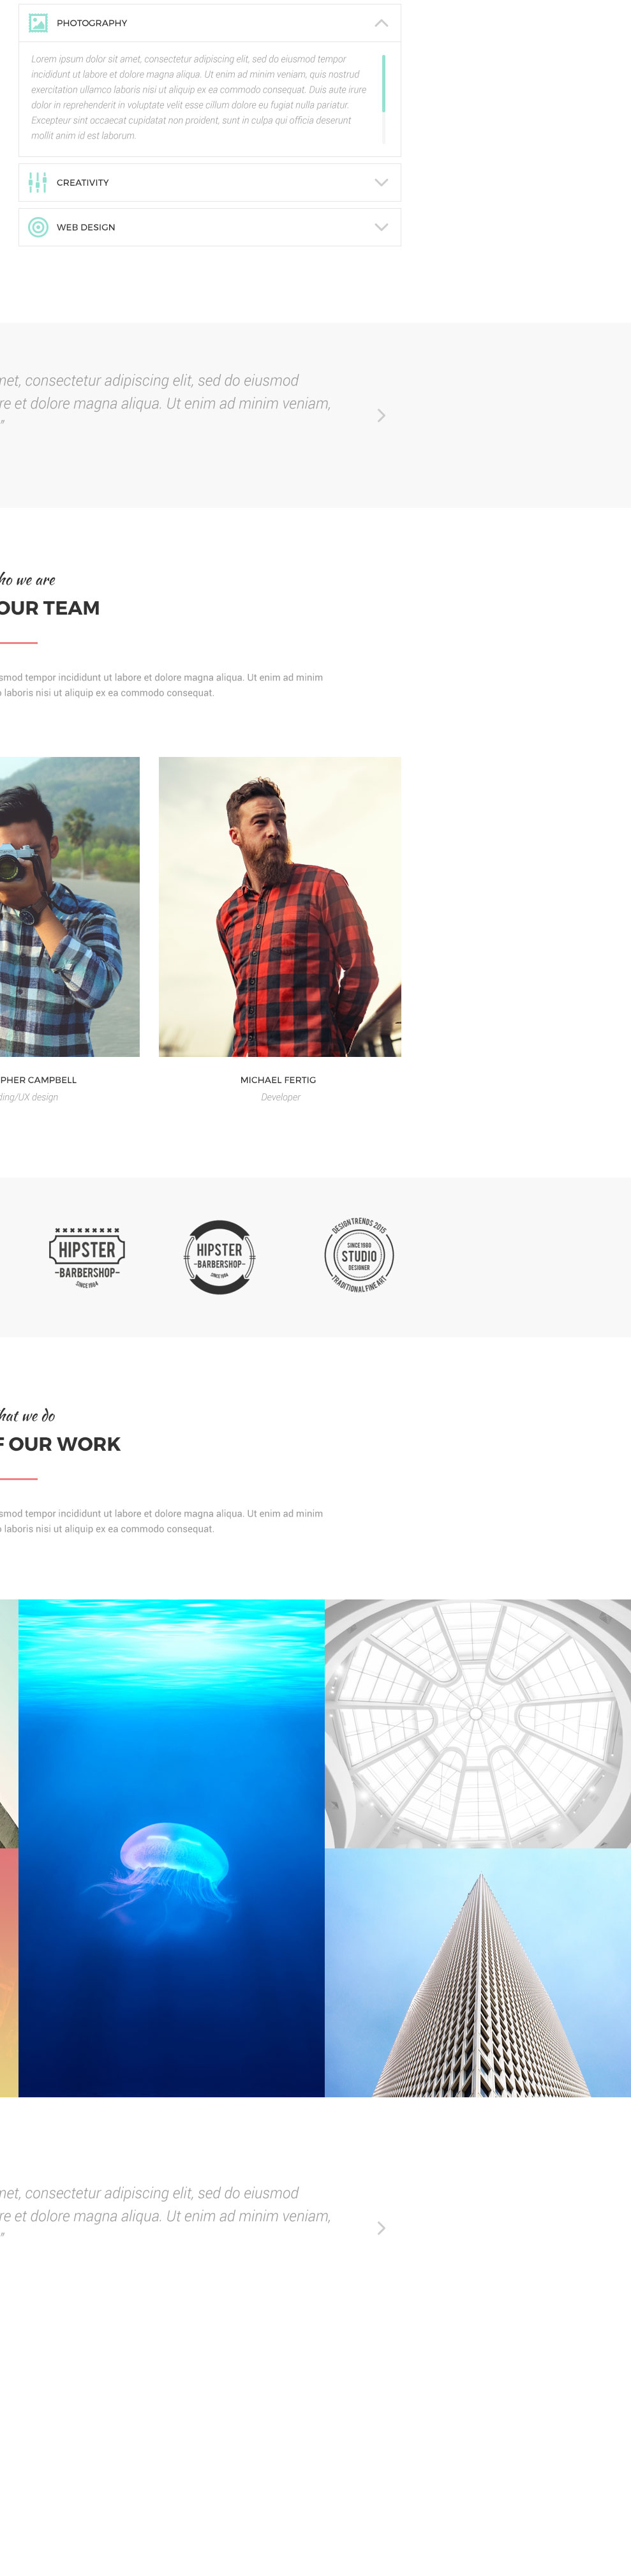 PHOTOGRAPHY
Lorem ipsum dolor sit amet, consectetur adipiscing elit, sed do eiusmod tempor
incididunt ut labore et dolore magna aliqua. Ut enim ad minim veniam, quis nostrud
exercitation ullamco laboris nisi ut aliquip ex ea commodo consequat. Duis aute irure
dolor in reprehenderit in voluptate velit esse cillum dolore eu fugiat nulla pariatur.
Excepteur sint occaecat cupidatat non proident, sunt in culpa qui officia deserunt
mollit anim id est laborum.
CREATIVITY
WEB DESIGN
met, consectetur adipiscing elit, sed do eiusmod
re et dolore magna aliqua. Ut enim ad minim veniam,
"
ho we are
OUR TEAM
smod tempor incididunt ut labore et dolore magna aliqua. Ut enim ad minim
o laboris nisi ut aliquip ex ea commodo consequat.
PHER CAMPBELL
ding/UX design
MICHAEL FERTIG
Developer
HIPSTER
-BARBERSHOP-
SINCE 1984
HIPSTER
-BARBERSHOP-
SINCE 1984
DESIGN TRENDS 2015
SINCE 1980
STUDIO
DESIGNER
TRADITIONAL FINE ART
hat we do
F OUR WORK
smod tempor incididunt ut labore et dolore magna aliqua. Ut enim ad minim
o laboris nisi ut aliquip ex ea commodo consequat.
met, consectetur adipiscing elit, sed do eiusmod
re et dolore magna aliqua. Ut enim ad minim veniam,
"